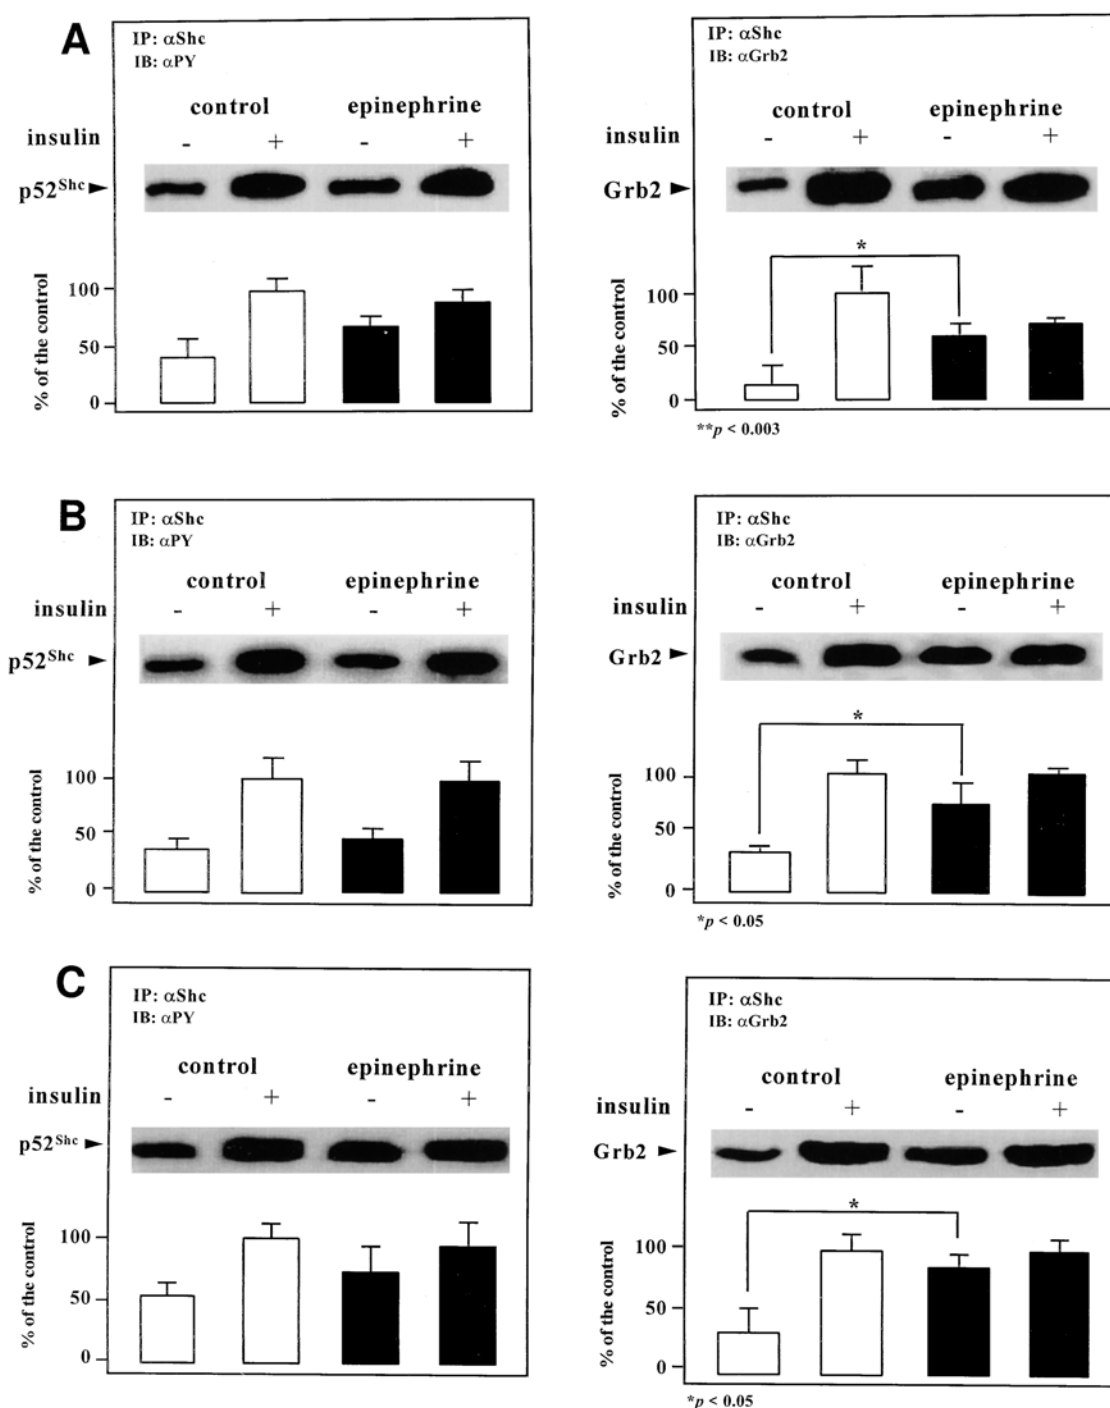 A
IP: αShc
IB: αPY
control epinephrine
insulin - + - +
p52Shc
% of the control
100
50
0
IP: αShc
IB: αGrb2
control epinephrine
insulin - + - +
Grb2
*
% of the control
100
50
0
**p < 0.003
B
IP: αShc
IB: αPY
control epinephrine
insulin - + - +
p52Shc
% of the control
100
50
0
IP: αShc
IB: αGrb2
control epinephrine
insulin - + - +
Grb2
*
% of the control
100
50
0
*p < 0.05
C
IP: αShc
IB: αPY
control epinephrine
insulin - + - +
p52Shc
% of the control
100
50
0
IP: αShc
IB: αGrb2
control epinephrine
insulin - + - +
Grb2
*
% of the control
100
50
0
*p < 0.05